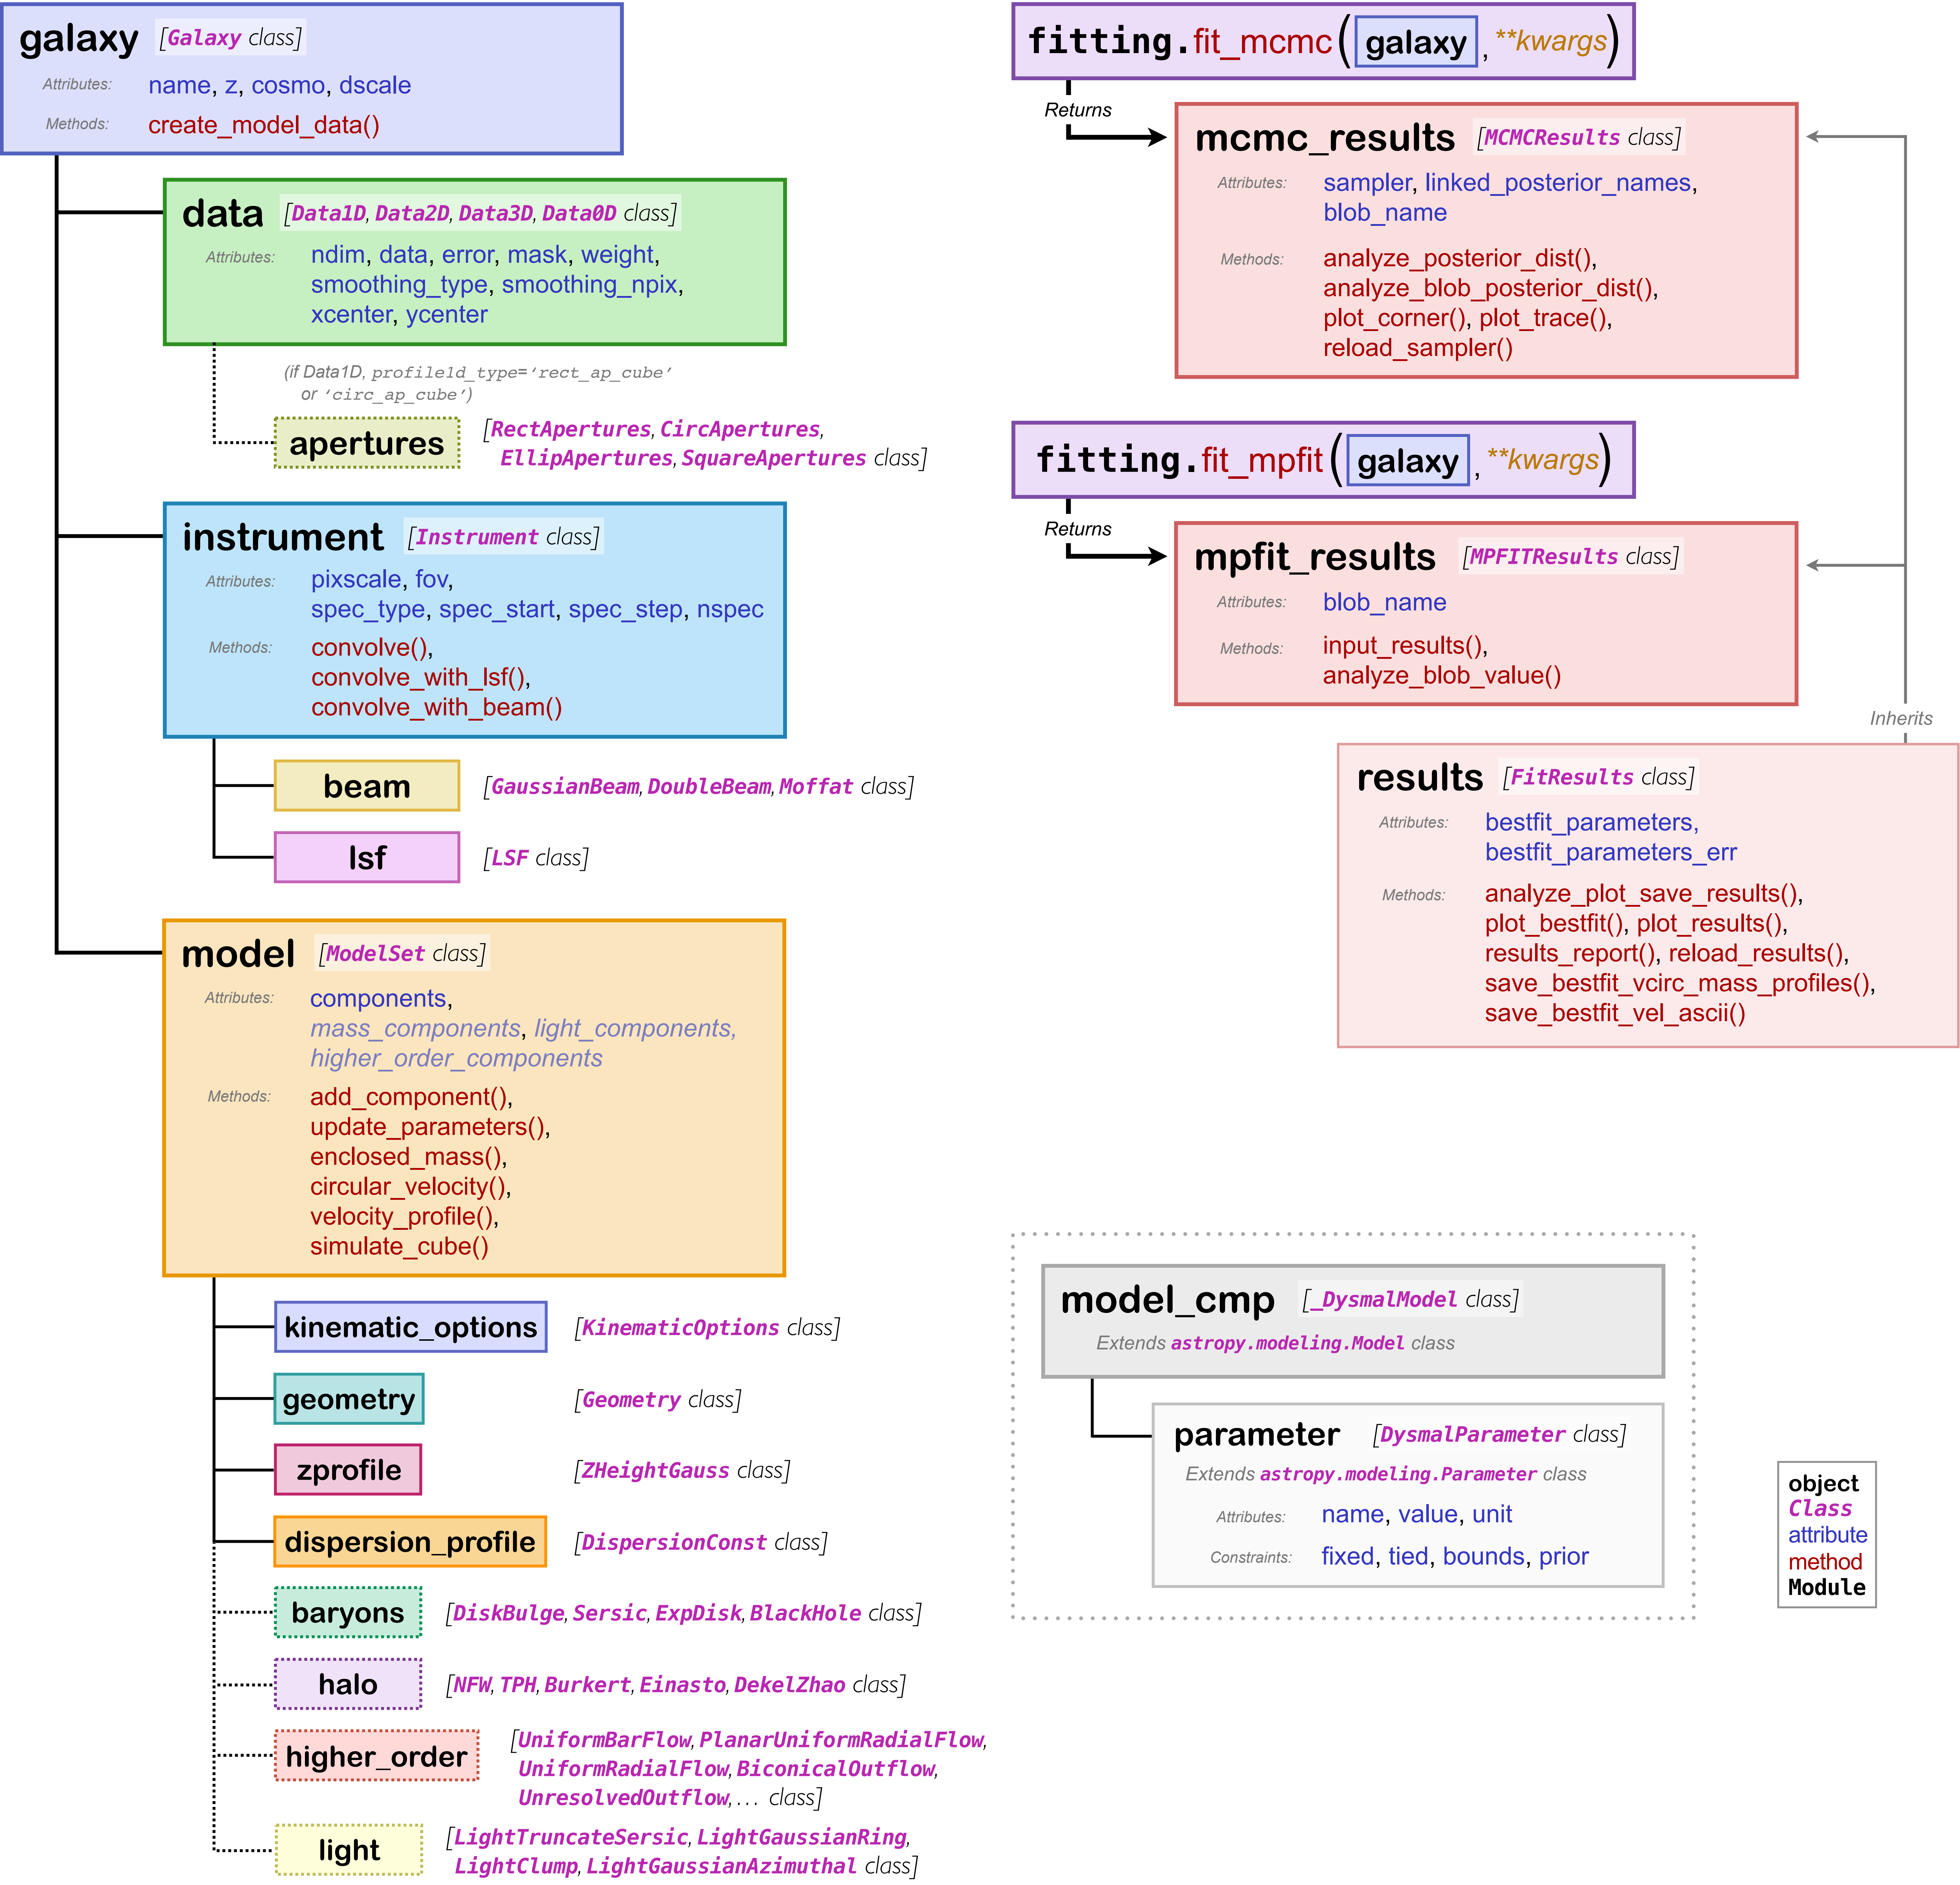 galaxy [Galaxy class]
Attributes: name, z, cosmo, dscale
Methods: create_model_data()
data [Data1D, Data2D, Data3D, Data0D class]
Attributes: ndim, data, error, mask, weight,
smoothing_type, smoothing_npix,
xcenter, ycenter
(if Data1D, profile1d_type=‘rect_ap_cube’
or ‘circ_ap_cube’)
apertures [RectApertures, CircApertures,
EllipApertures, SquareApertures class]
instrument [Instrument class]
Attributes: pixscale, fov,
spec_type, spec_start, spec_step, nspec
Methods: convolve(),
convolve_with_lsf(),
convolve_with_beam()
beam [GaussianBeam, DoubleBeam, Moffat class]
lsf [LSF class]
model [ModelSet class]
Attributes: components,
mass_components, light_components,
higher_order_components
Methods: add_component(),
update_parameters(),
enclosed_mass(),
circular_velocity(),
velocity_profile(),
simulate_cube()
kinematic_options [KinematicOptions class]
geometry [Geometry class]
zprofile [ZHeightGauss class]
dispersion_profile [DispersionConst class]
baryons [DiskBulge, Sersic, ExpDisk, BlackHole class]
halo [NFW, TPH, Burkert, Einasto, DekelZhao class]
higher_order [UniformBarFlow, PlanarUniformRadialFlow,
UniformRadialFlow, BiconicalOutflow,
UnresolvedOutflow, ... class]
light [LightTruncateSersic, LightGaussianRing,
LightClump, LightGaussianAzimuthal class]
fitting.fit_mcmc(galaxy, **kwargs)
Returns
mcmc_results [MCMCResults class]
Attributes: sampler, linked_posterior_names,
blob_name
Methods: analyze_posterior_dist(),
analyze_blob_posterior_dist(),
plot_corner(), plot_trace(),
reload_sampler()
fitting.fit_mpfit(galaxy, **kwargs)
Returns
mpfit_results [MPFITResults class]
Attributes: blob_name
Methods: input_results(),
analyze_blob_value()
Inherits
results [FitResults class]
Attributes: bestfit_parameters,
bestfit_parameters_err
Methods: analyze_plot_save_results(),
plot_bestfit(), plot_results(),
results_report(), reload_results(),
save_bestfit_vcirc_mass_profiles(),
save_bestfit_vel_ascii()
model_cmp [_DysmalModel class]
Extends astropy.modeling.Model class
parameter [DysmalParameter class]
Extends astropy.modeling.Parameter class
Attributes: name, value, unit
Constraints: fixed, tied, bounds, prior
object
Class
attribute
method
Module